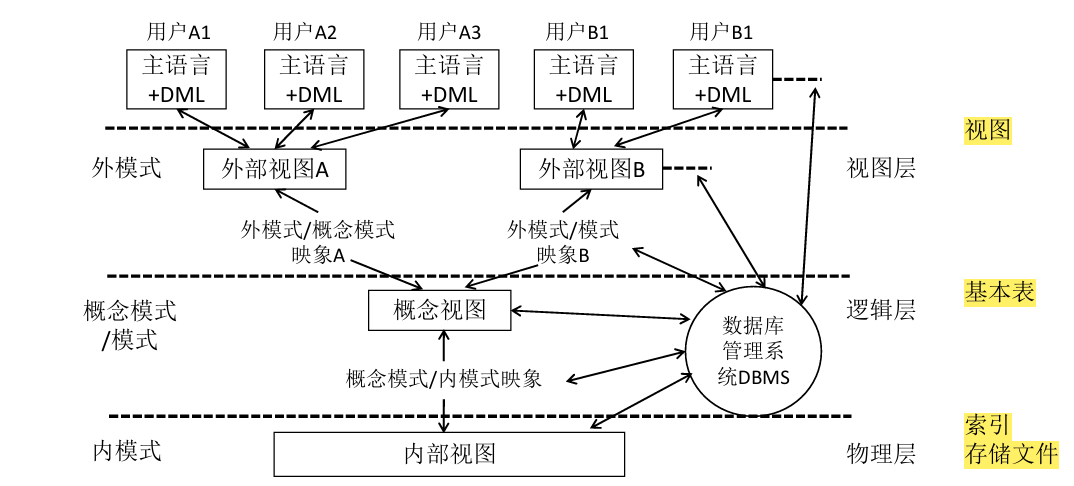 用户A1 用户A2 用户A3 用户B1 用户B1
主语言 主语言 主语言 主语言 主语言
+DML +DML +DML +DML +DML
视图
外模式 外部视图A 外部视图B 视图层
外模式/概念模式 外模式/模式
映象A 映象B
基本表
概念模式 概念视图 逻辑层
/模式
数据库
管理系
统DBMS
概念模式/内模式映象
索引
内模式 内部视图 物理层 存储文件